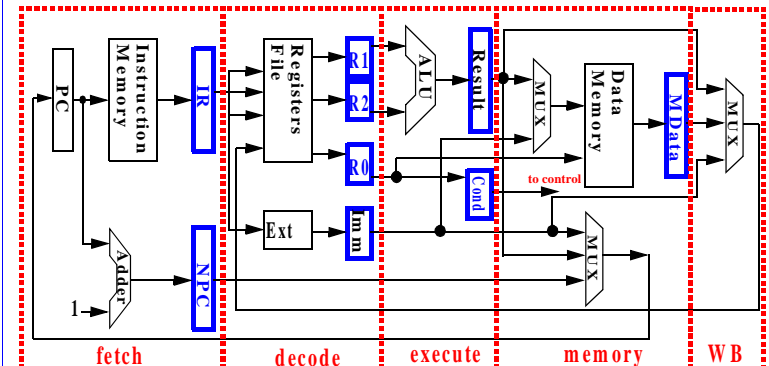 PC
Instruction
Memory
IR
Registers
File
R1
R2
R0
ALU
Result
MUX
Data
Memory
MData
MUX
to control
Cond
Ext
Imm
MUX
Adder
1
NPC
fetch
decode
execute
memory
WB